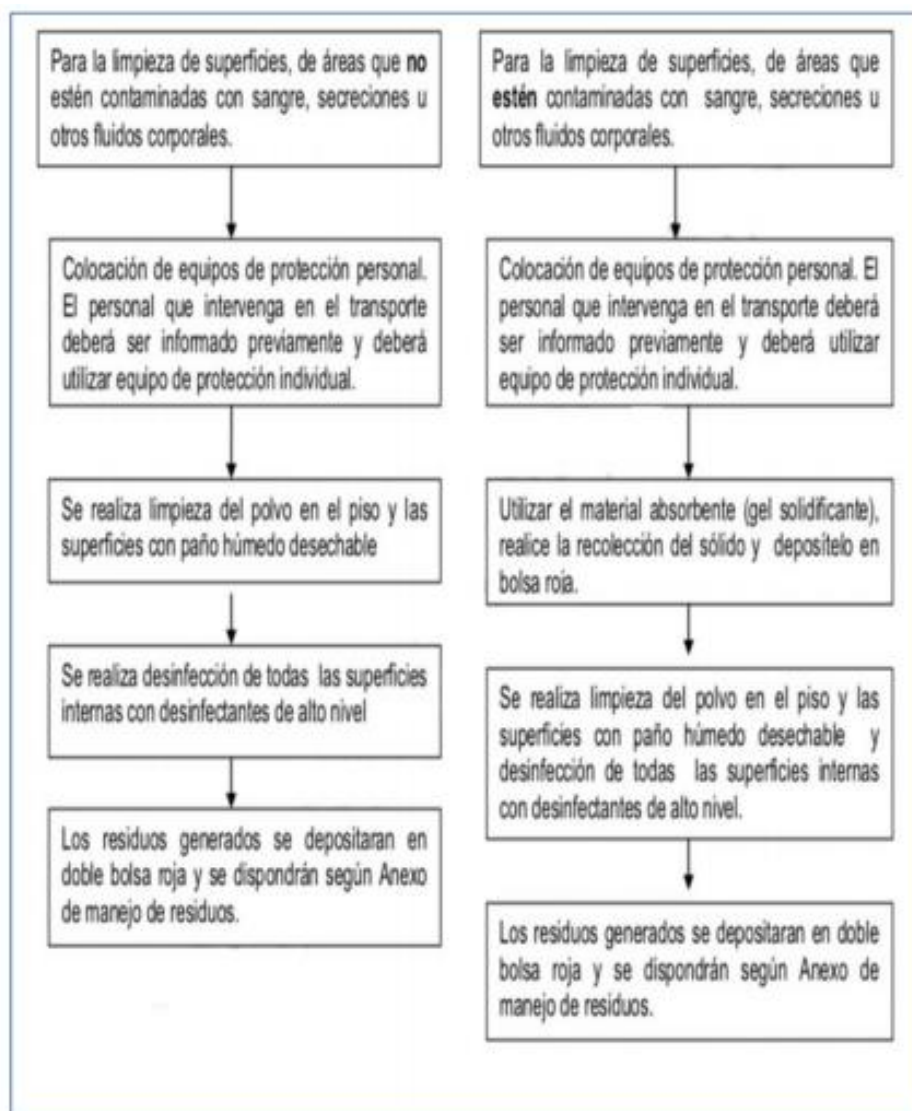 Para la limpieza de superficies, de áreas que no
estén contaminadas con sangre, secreciones u
otros fluidos corporales.
Colocación de equipos de protección personal.
El personal que intervenga en el transporte
deberá ser informado previamente y deberá
utilizar equipo de protección individual.
Se realiza limpieza del polvo en el piso y las
superficies con paño húmedo desechable
Se realiza desinfección de todas las superficies
internas con desinfectantes de alto nivel
Los residuos generados se depositaran en
doble bolsa roja y se dispondrán según Anexo
de manejo de residuos.
Para la limpieza de superficies, de áreas que
estén contaminadas con sangre, secreciones u
otros fluidos corporales.
Colocación de equipos de protección personal. El
personal que intervenga en el transporte deberá
ser informado previamente y deberá utilizar
equipo de protección individual.
Utilizar el material absorbente (gel solidificante),
realice la recolección del sólido y deposítelo en
bolsa roja.
Se realiza limpieza del polvo en el piso y las
superficies con paño húmedo desechable y
desinfección de todas las superficies internas
con desinfectantes de alto nivel.
Los residuos generados se depositaran en doble
bolsa roja y se dispondrán según Anexo de
manejo de residuos.